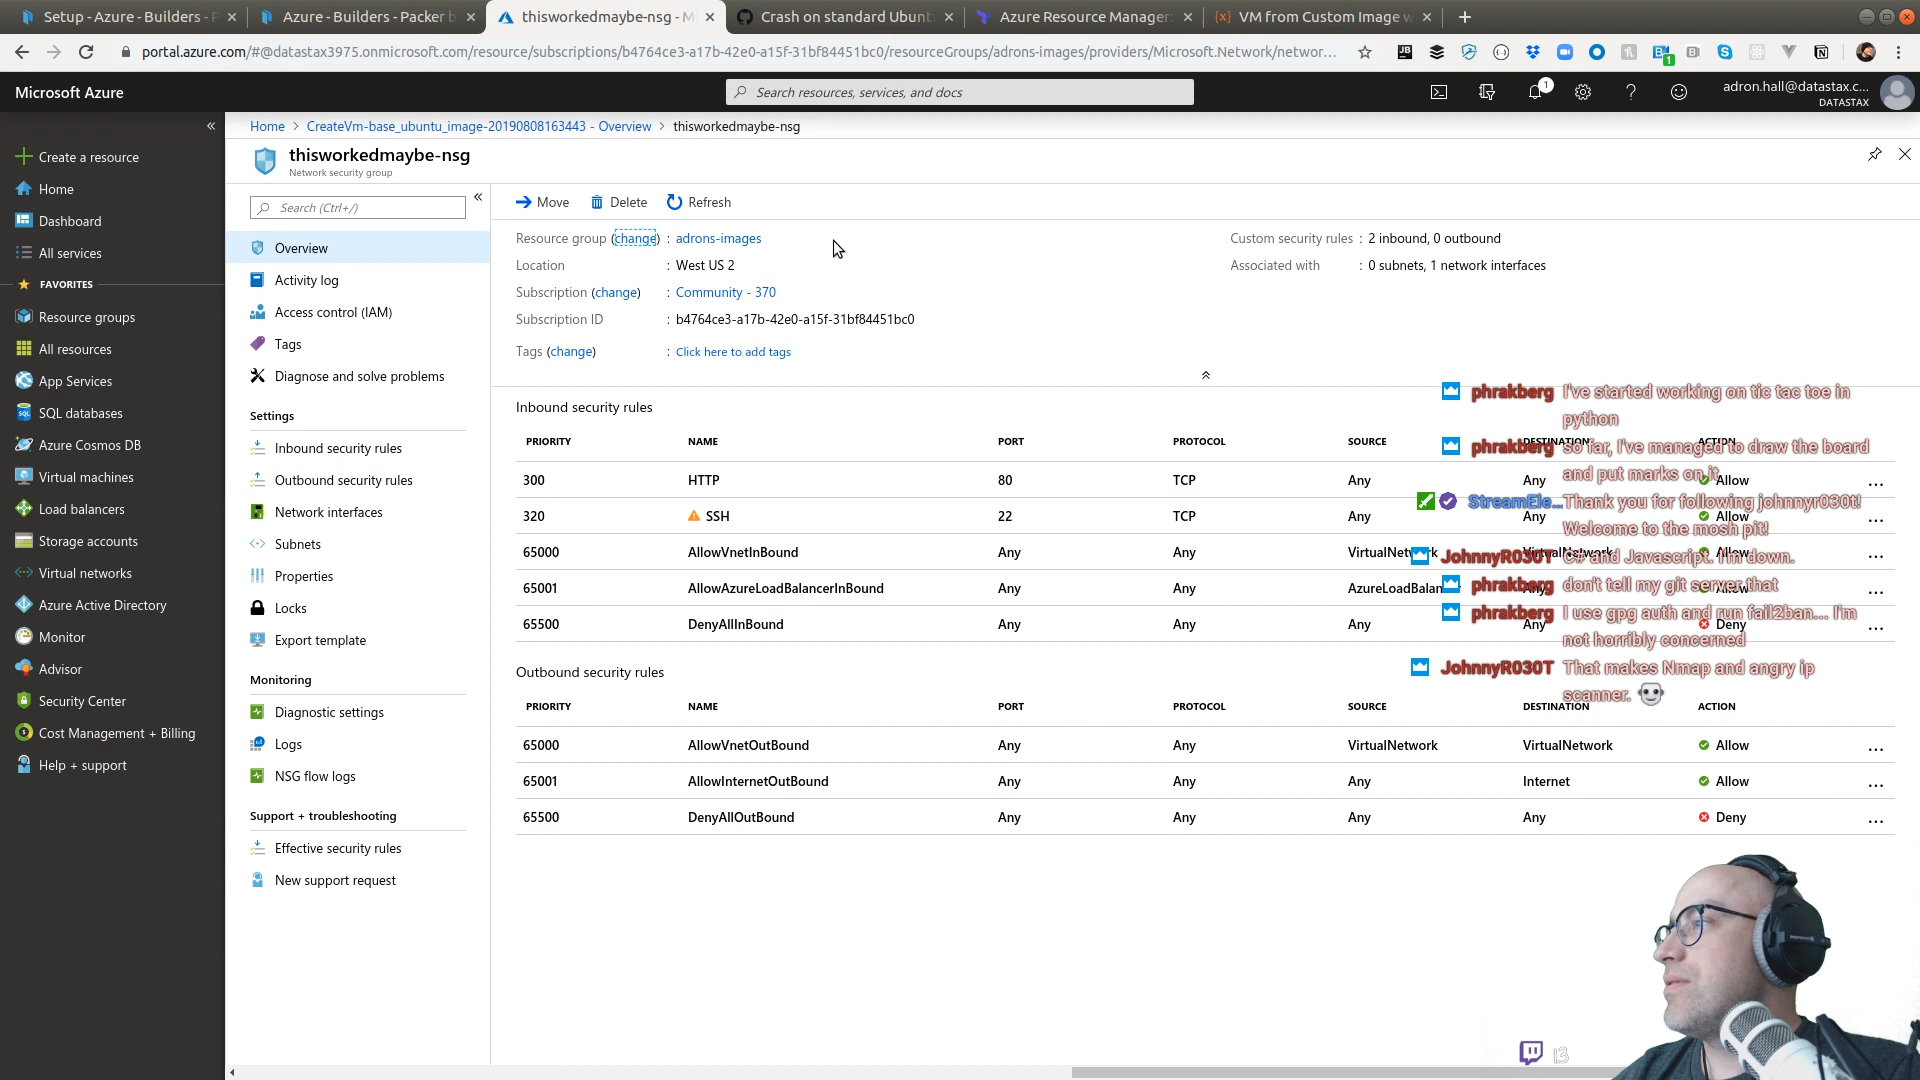 Setup - Azure - Builders - P
Azure - Builders - Packer b
thisworkedmaybe-nsg - M
Crash on standard Ubunt
Azure Resource Manager:
VM from Custom Image w
portal.azure.com/#@datastax3975.onmicrosoft.com/resource/subscriptions/b4764ce3-a17b-42e0-a15f-31bf84451bc0/resourceGroups/adrons-images/providers/Microsoft.Network/networ...
Microsoft Azure
Search resources, services, and docs
1
adron.hall@datastax.c...
DATASTAX
Home > CreateVm-base_ubuntu_image-20190808163443 - Overview > thisworkedmaybe-nsg
thisworkedmaybe-nsg
Network security group
Create a resource
Home
Dashboard
All services
FAVORITES
Resource groups
All resources
App Services
SQL databases
Azure Cosmos DB
Virtual machines
Load balancers
Storage accounts
Virtual networks
Azure Active Directory
Monitor
Advisor
Security Center
Cost Management + Billing
Help + support
Search (Ctrl+/)
Overview
Activity log
Access control (IAM)
Tags
Diagnose and solve problems
Settings
Inbound security rules
Outbound security rules
Network interfaces
Subnets
Properties
Locks
Export template
Monitoring
Diagnostic settings
Logs
NSG flow logs
Support + troubleshooting
Effective security rules
New support request
Move Delete Refresh
Resource group (change) : adrons-images
Location : West US 2
Subscription (change) : Community - 370
Subscription ID : b4764ce3-a17b-42e0-a15f-31bf84451bc0
Tags (change) : Click here to add tags
Custom security rules : 2 inbound, 0 outbound
Associated with : 0 subnets, 1 network interfaces
Inbound security rules
PRIORITY NAME PORT PROTOCOL SOURCE DESTINATION ACTION
300 HTTP 80 TCP Any Any Allow ...
320 SSH 22 TCP Any Any Allow ...
65000 AllowVnetInBound Any Any VirtualNetwork VirtualNetwork Allow ...
65001 AllowAzureLoadBalancerInBound Any Any AzureLoadBalan Any Allow ...
65500 DenyAllInBound Any Any Any Any Deny ...
Outbound security rules
PRIORITY NAME PORT PROTOCOL SOURCE DESTINATION ACTION
65000 AllowVnetOutBound Any Any VirtualNetwork VirtualNetwork Allow ...
65001 AllowInternetOutBound Any Any Any Internet Allow ...
65500 DenyAllOutBound Any Any Any Any Deny ...
phrakberg I've started working on tic tac toe in
python
phrakberg so far, I've managed to draw the board
and put marks on it
StreamEle... Thank you for following johnnyr030t!
Welcome to the mosh pit!
JohnnyR030T C# and Javascript. I'm down.
phrakberg don't tell my git server that
phrakberg I use gpg auth and run fail2ban... I'm
not horribly concerned
JohnnyR030T That makes Nmap and angry ip
scanner.
13